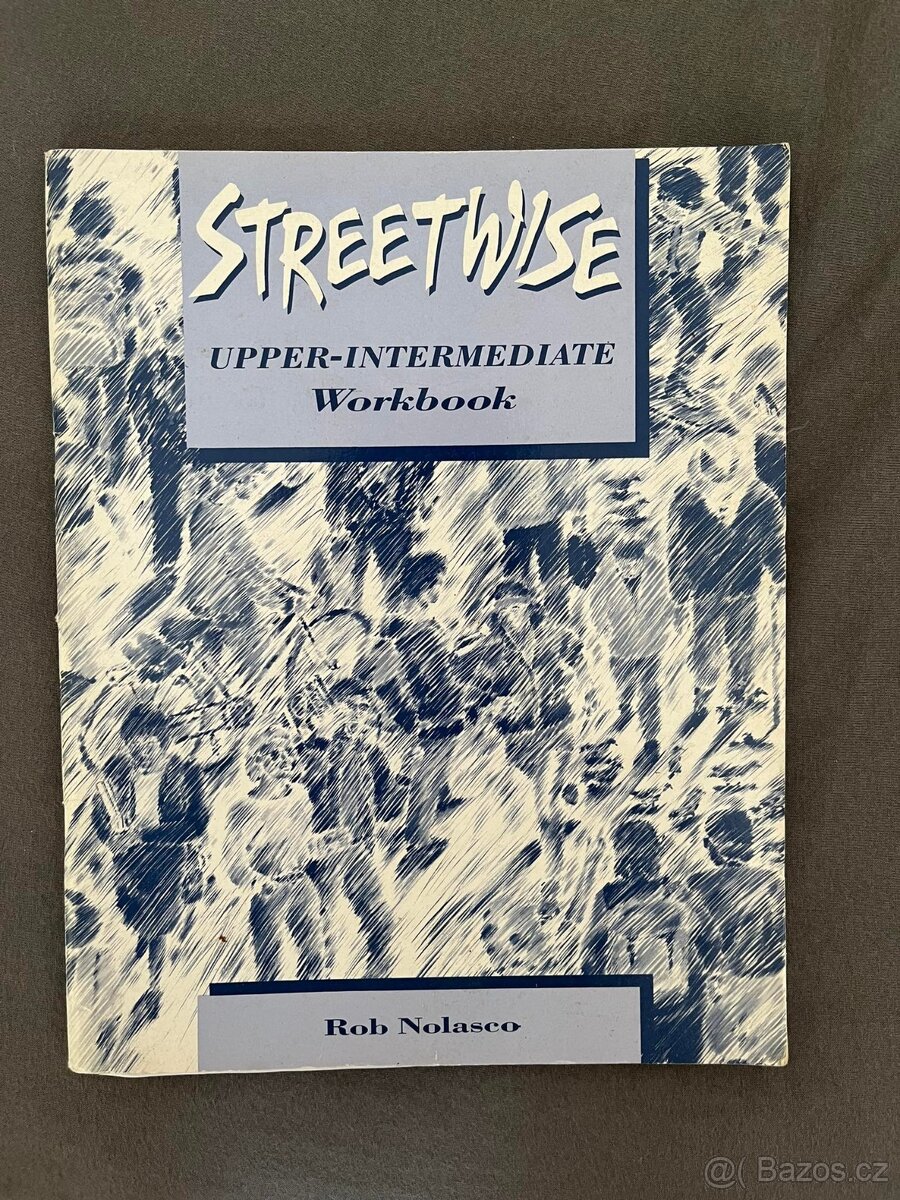 STREETWISE
UPPER-INTERMEDIATE
Workbook
Rob Nolasco
@( Bazos.cz